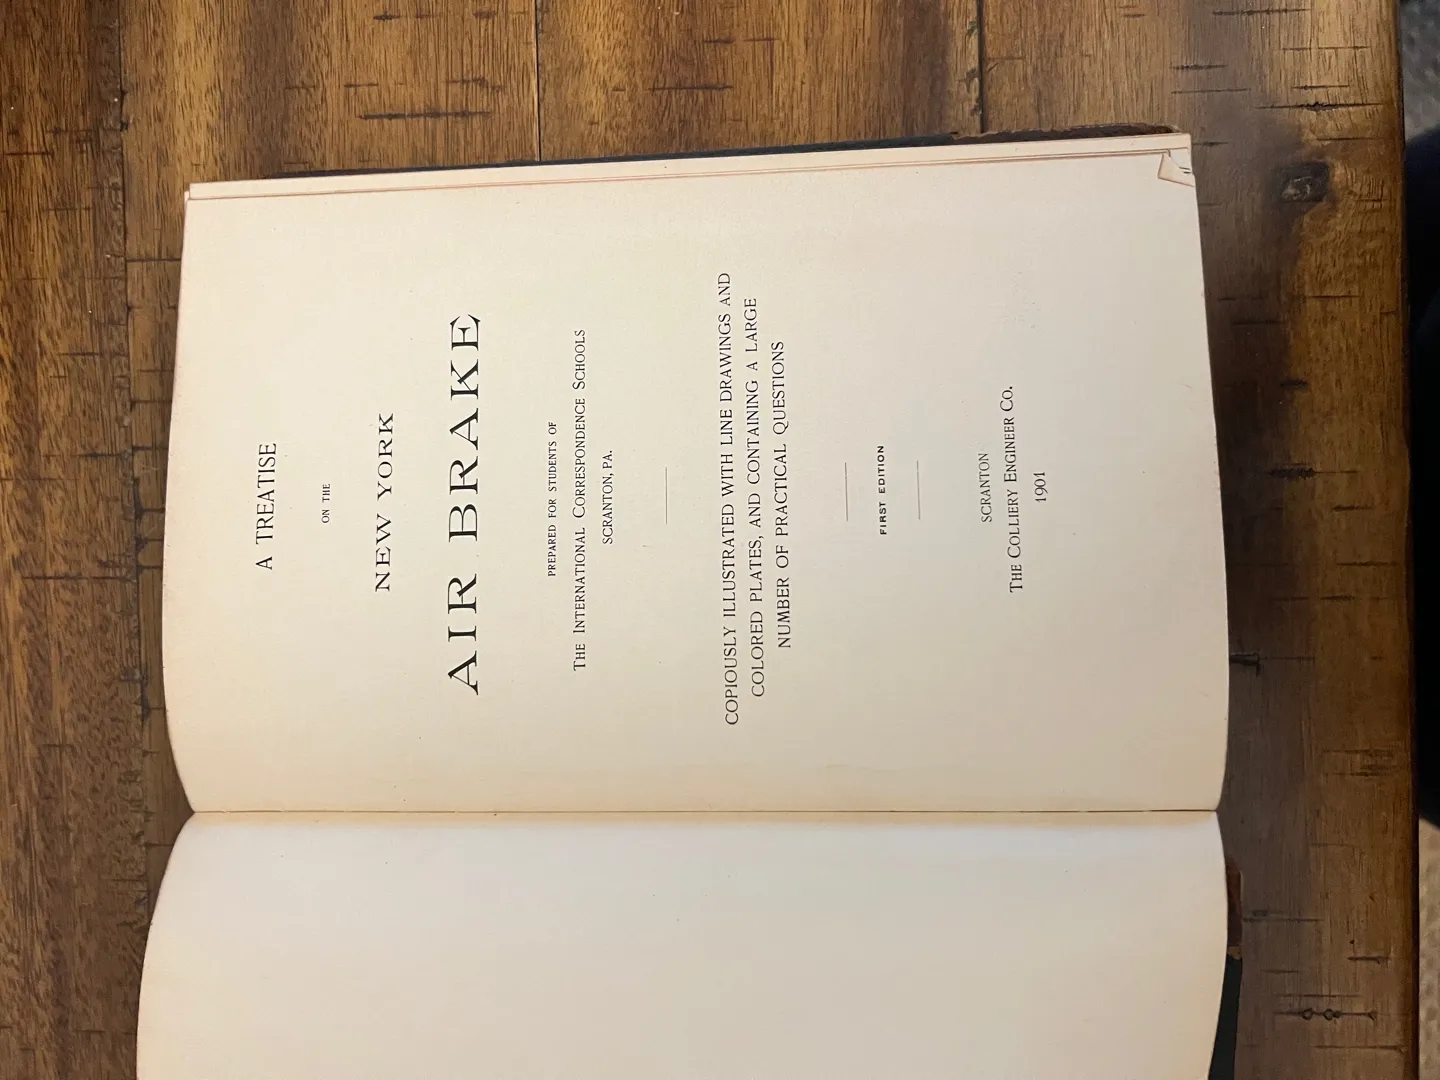 A TREATISE
ON THE
NEW YORK
AIR BRAKE
PREPARED FOR STUDENTS OF
THE INTERNATIONAL CORRESPONDENCE SCHOOLS
SCRANTON, PA.
COPIOUSLY ILLUSTRATED WITH LINE DRAWINGS AND
COLORED PLATES, AND CONTAINING A LARGE
NUMBER OF PRACTICAL QUESTIONS
FIRST EDITION
SCRANTON
THE COLLIERY ENGINEER CO.
1901